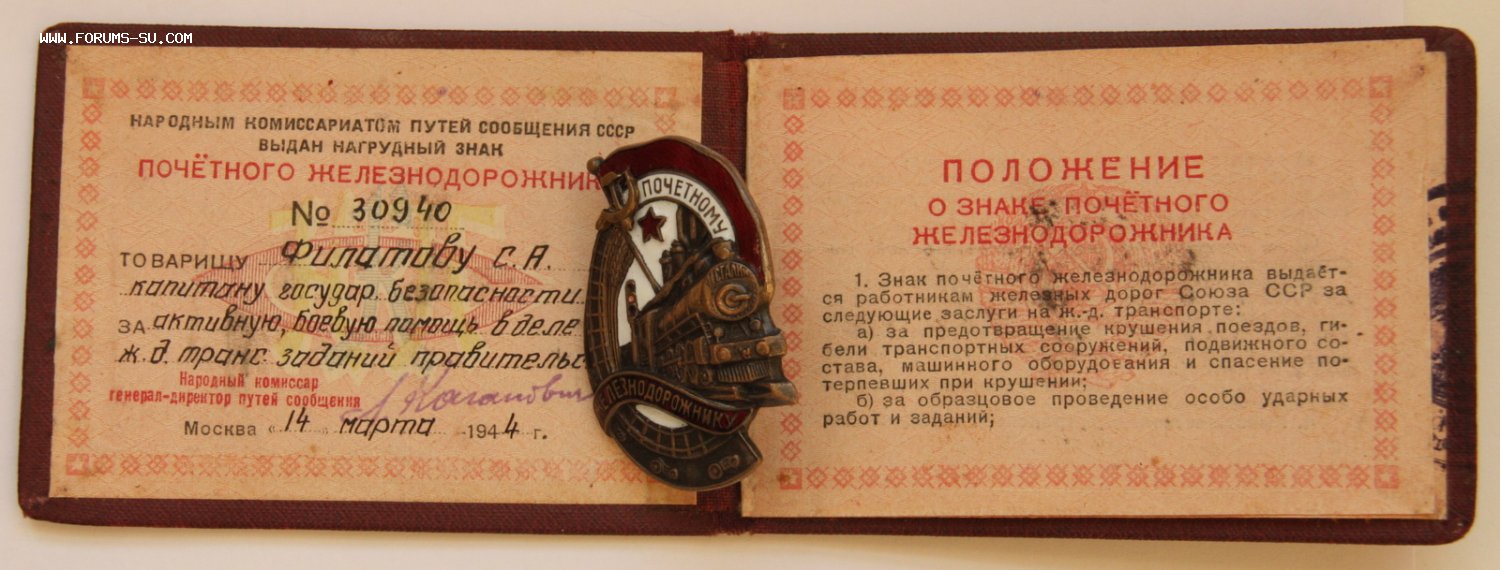 WWW.FORUMS-SU.COM
НАРОДНЫМ КОМИССАРИАТОМ ПУТЕЙ СООБЩЕНИЯ СССР
ВЫДАН НАГРУДНЫЙ ЗНАК
ПОЧЁТНОГО ЖЕЛЕЗНОДОРОЖНИК
№ 30940
ТОВАРИЩУ Филатову С. А.
капитану государ. безопасности
ЗА активную, боевую помощь в деле
ж.д. транс. заданий правительс
Народный комиссар
генерал-директор путей сообщения
Л. Каганович
Москва „14„ марта 1944 г.
ПОЧЕТНОМУ
СТАЛИН
ЕЛЕЗНОДОРОЖНИКУ
ПОЛОЖЕНИЕ
О ЗНАКЕ ПОЧЁТНОГО
ЖЕЛЕЗНОДОРОЖНИКА
1. Знак почётного железнодорожника выдаёт-
ся работникам железных дорог Союза ССР за
следующие заслуги на ж.-д. транспорте:
а) за предотвращение крушения поездов, ги-
бели транспортных сооружений, подвижного со-
става, машинного оборудования и спасение по-
терпевших при крушении;
б) за образцовое проведение особо ударных
работ и заданий;